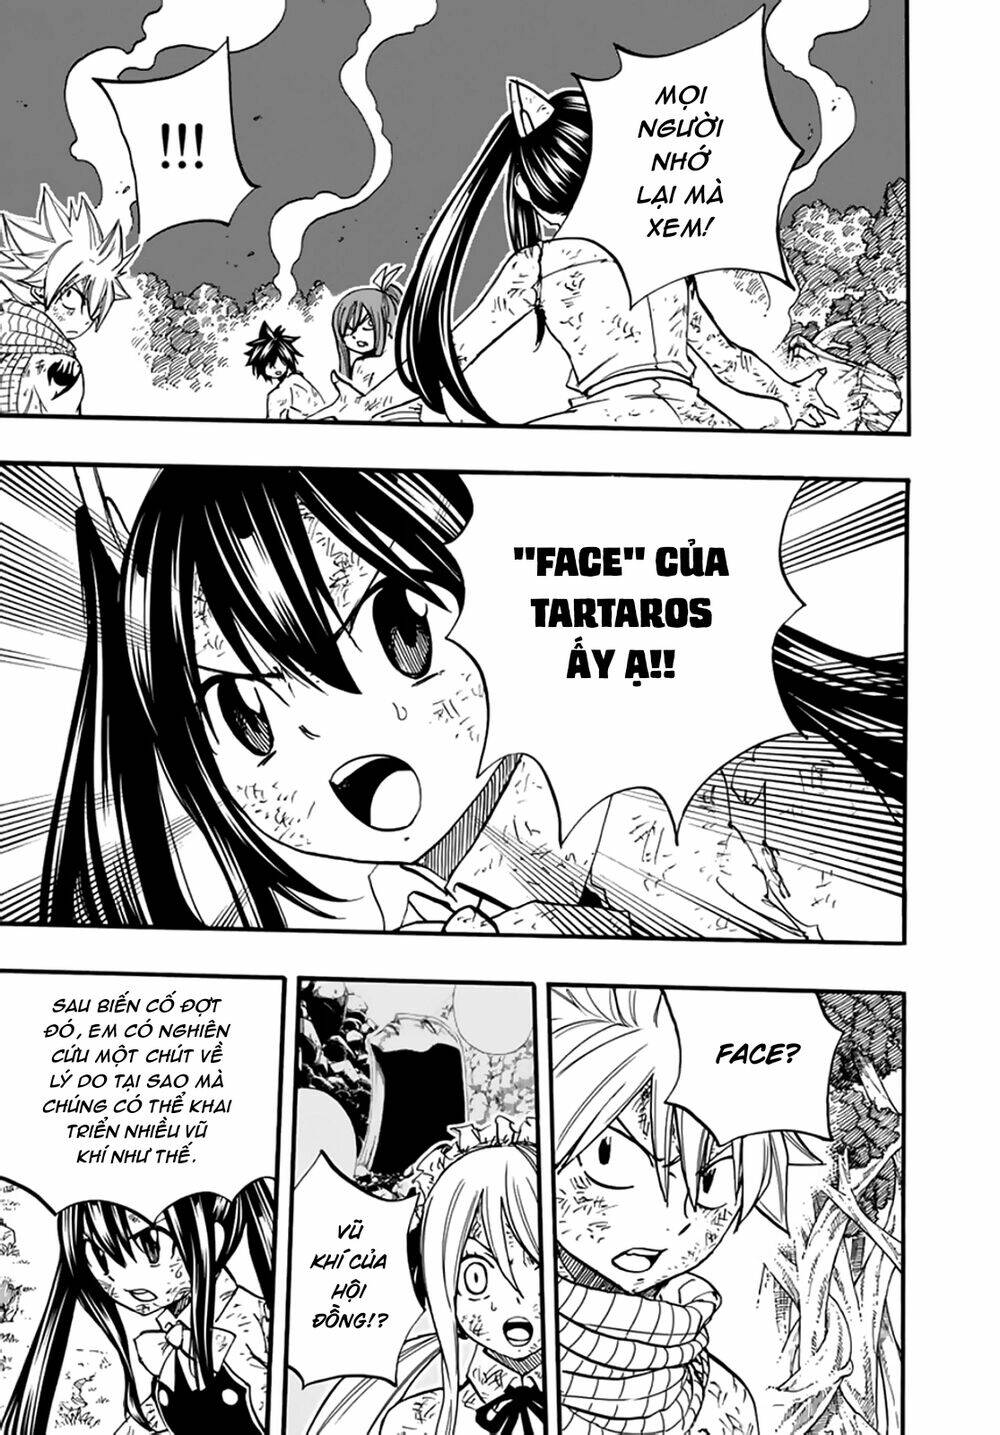 MỌI
NGƯỜI
NHỚ
LẠI MÀ
XEM!
!!!
"FACE" CỦA
TARTAROS
ẤY Ạ!!
FACE?
VŨ
KHÍ CỦA
HỘI
ĐỒNG!?
SAU BIẾN CỐ ĐỢT
ĐÓ, EM CÓ NGHIÊN
CỨU MỘT CHÚT VỀ
LÝ DO TẠI SAO MÀ
CHÚNG CÓ THỂ KHAI
TRIỂN NHIỀU VŨ
KHÍ NHƯ THẾ.